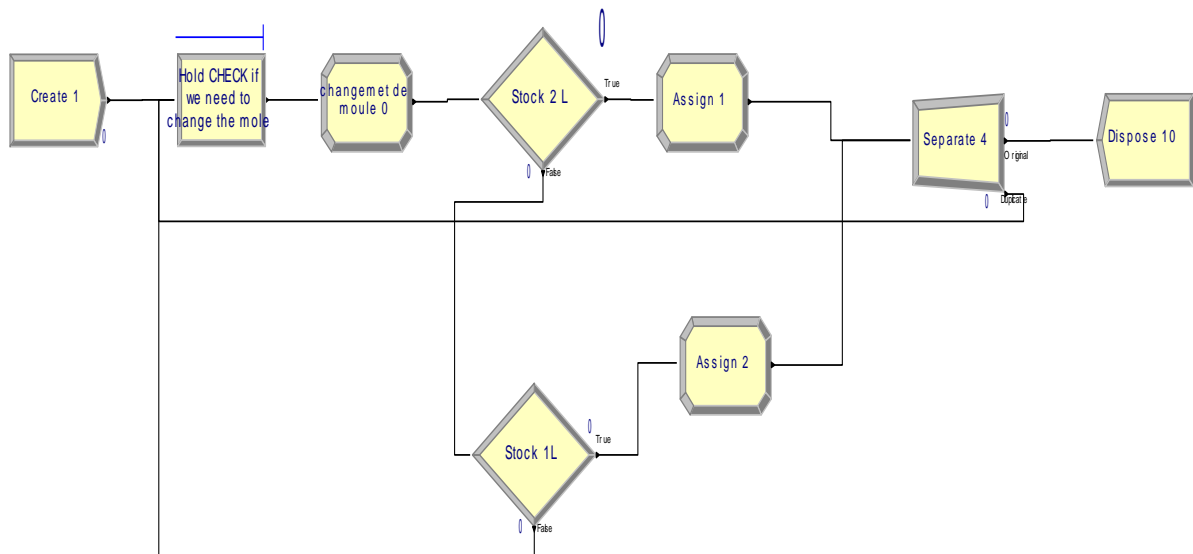 Create 1
0
Hold CHECK if
we need to
change the mole
changemet de
moule 0
Stock 2 L
0
True
0
False
Assign 1
Separate 4
0
Original
0
Duplicate
Dispose 10
Assign 2
Stock 1L
0
True
0
False